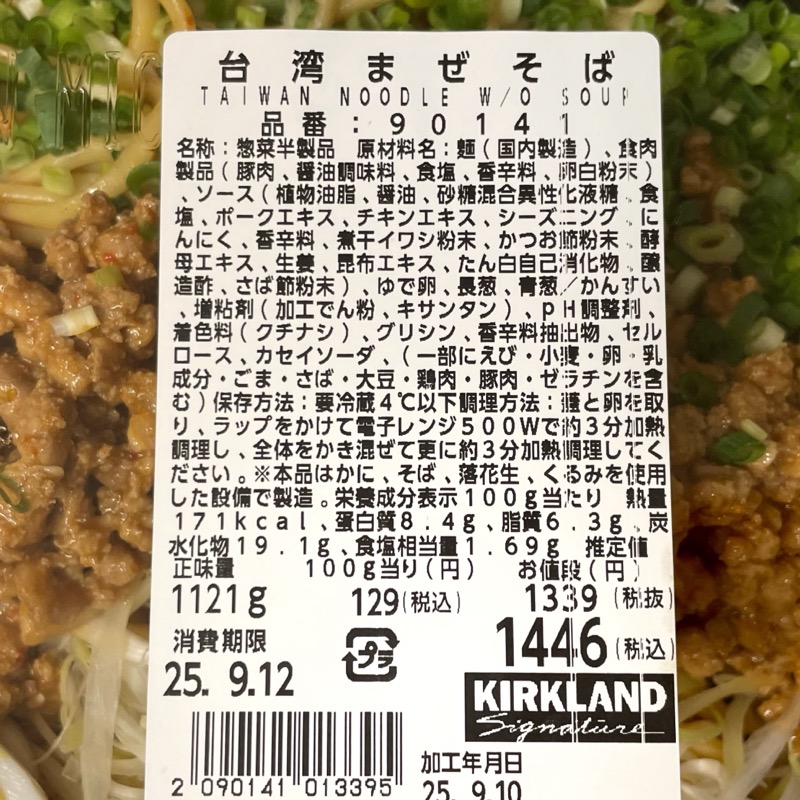 台湾まぜそば
TAIWAN NOODLE W/O SOUP
品番:90141
名称:惣菜半製品 原材料名:麺(国内製造)、食肉
製品(豚肉、醤油調味料、食塩、香辛料、卵白粉末)
、ソース(植物油脂、醤油、砂糖混合異性化液糖、食
塩、ポークエキス、チキンエキス、シーズニング、に
んにく、香辛料、煮干イワシ粉末、かつお節粉末、酵
母エキス、生姜、昆布エキス、たん白自己消化物、醸
造酢、さば節粉末)、ゆで卵、長葱、青葱/かんすい
、増粘剤(加工でん粉、キサンタン)、pH調整剤、
着色料(クチナシ)、グリシン、香辛料抽出物、セル
ロース、カセイソーダ、(一部にえび・小麦・卵・乳
成分・ごま・さば・大豆・鶏肉・豚肉・ゼラチンを含
む)保存方法:要冷蔵4℃以下調理方法:蓋と卵を取
り、ラップをかけて電子レンジ500Wで約3分加熱
調理し、全体をかき混ぜて更に約3分加熱調理してく
ださい。※本品はかに、そば、落花生、くるみを使用
した設備で製造。栄養成分表示100g当たり 熱量
171kcal、蛋白質8.4g、脂質6.3g、炭
水化物19.1g、食塩相当量1.69g 推定値
正味量 100g当り(円) お値段(円)
1121g 129(税込) 1339(税抜)
1446(税込)
消費期限
プラ
25. 9.12
KIRKLAND
Signature
2 090141 013395
加工年月日
25. 9.10